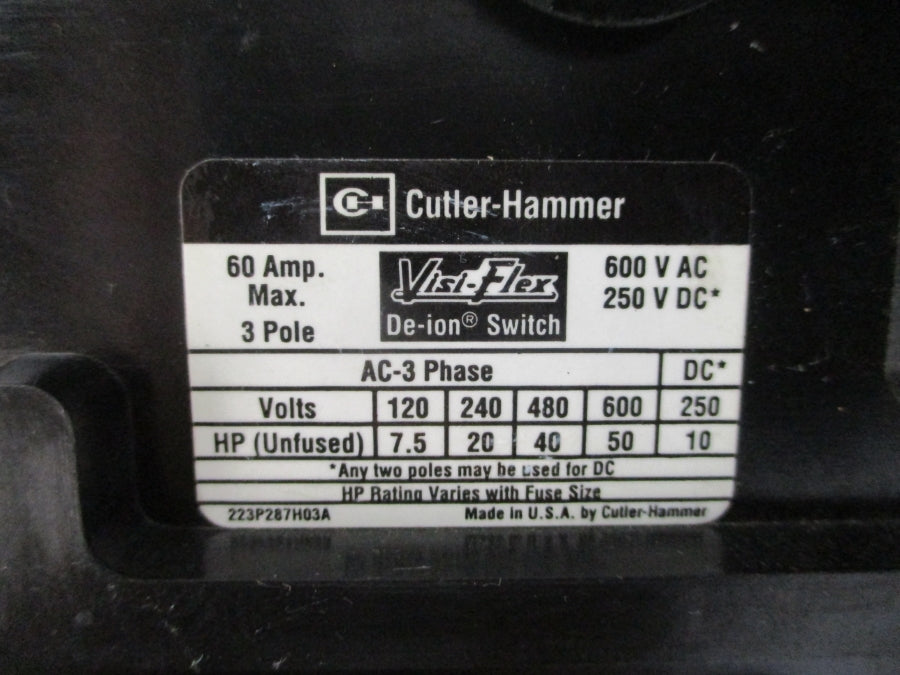 CH Cutler-Hammer
60 Amp. Max. 3 Pole
Visi-Flex
De-ion® Switch
600 V AC
250 V DC*
AC-3 Phase DC*
Volts 120 240 480 600 250
HP (Unfused) 7.5 20 40 50 10
*Any two poles may be used for DC
HP Rating Varies with Fuse Size
223P287H03A Made in U.S.A. by Cutler-Hammer